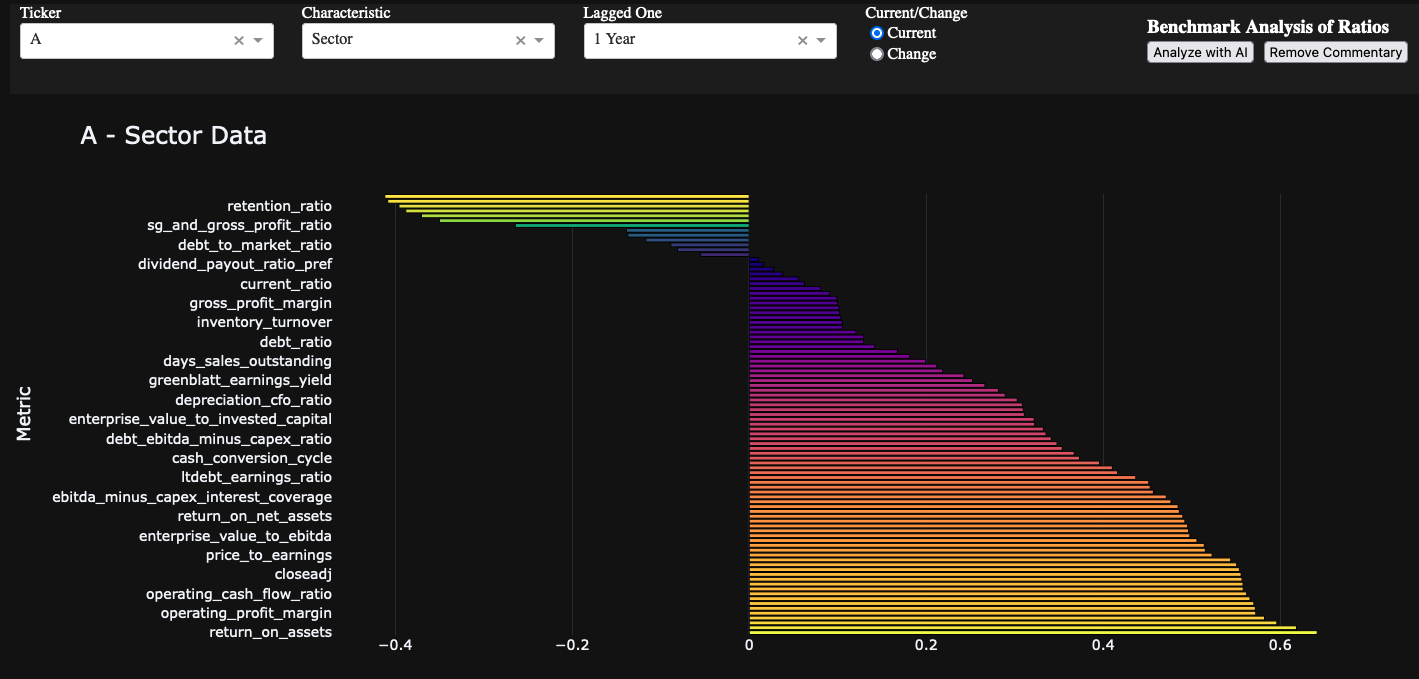 Ticker
A
Characteristic
Sector
Lagged One
1 Year
Current/Change
Current
Change
Benchmark Analysis of Ratios
Analyze with AI
Remove Commentary
A - Sector Data
Metric
retention_ratio
sg_and_gross_profit_ratio
debt_to_market_ratio
dividend_payout_ratio_pref
current_ratio
gross_profit_margin
inventory_turnover
debt_ratio
days_sales_outstanding
greenblatt_earnings_yield
depreciation_cfo_ratio
enterprise_value_to_invested_capital
debt_ebitda_minus_capex_ratio
cash_conversion_cycle
ltdebt_earnings_ratio
ebitda_minus_capex_interest_coverage
return_on_net_assets
enterprise_value_to_ebitda
price_to_earnings
closeadj
operating_cash_flow_ratio
operating_profit_margin
return_on_assets
−0.4
−0.2
0
0.2
0.4
0.6